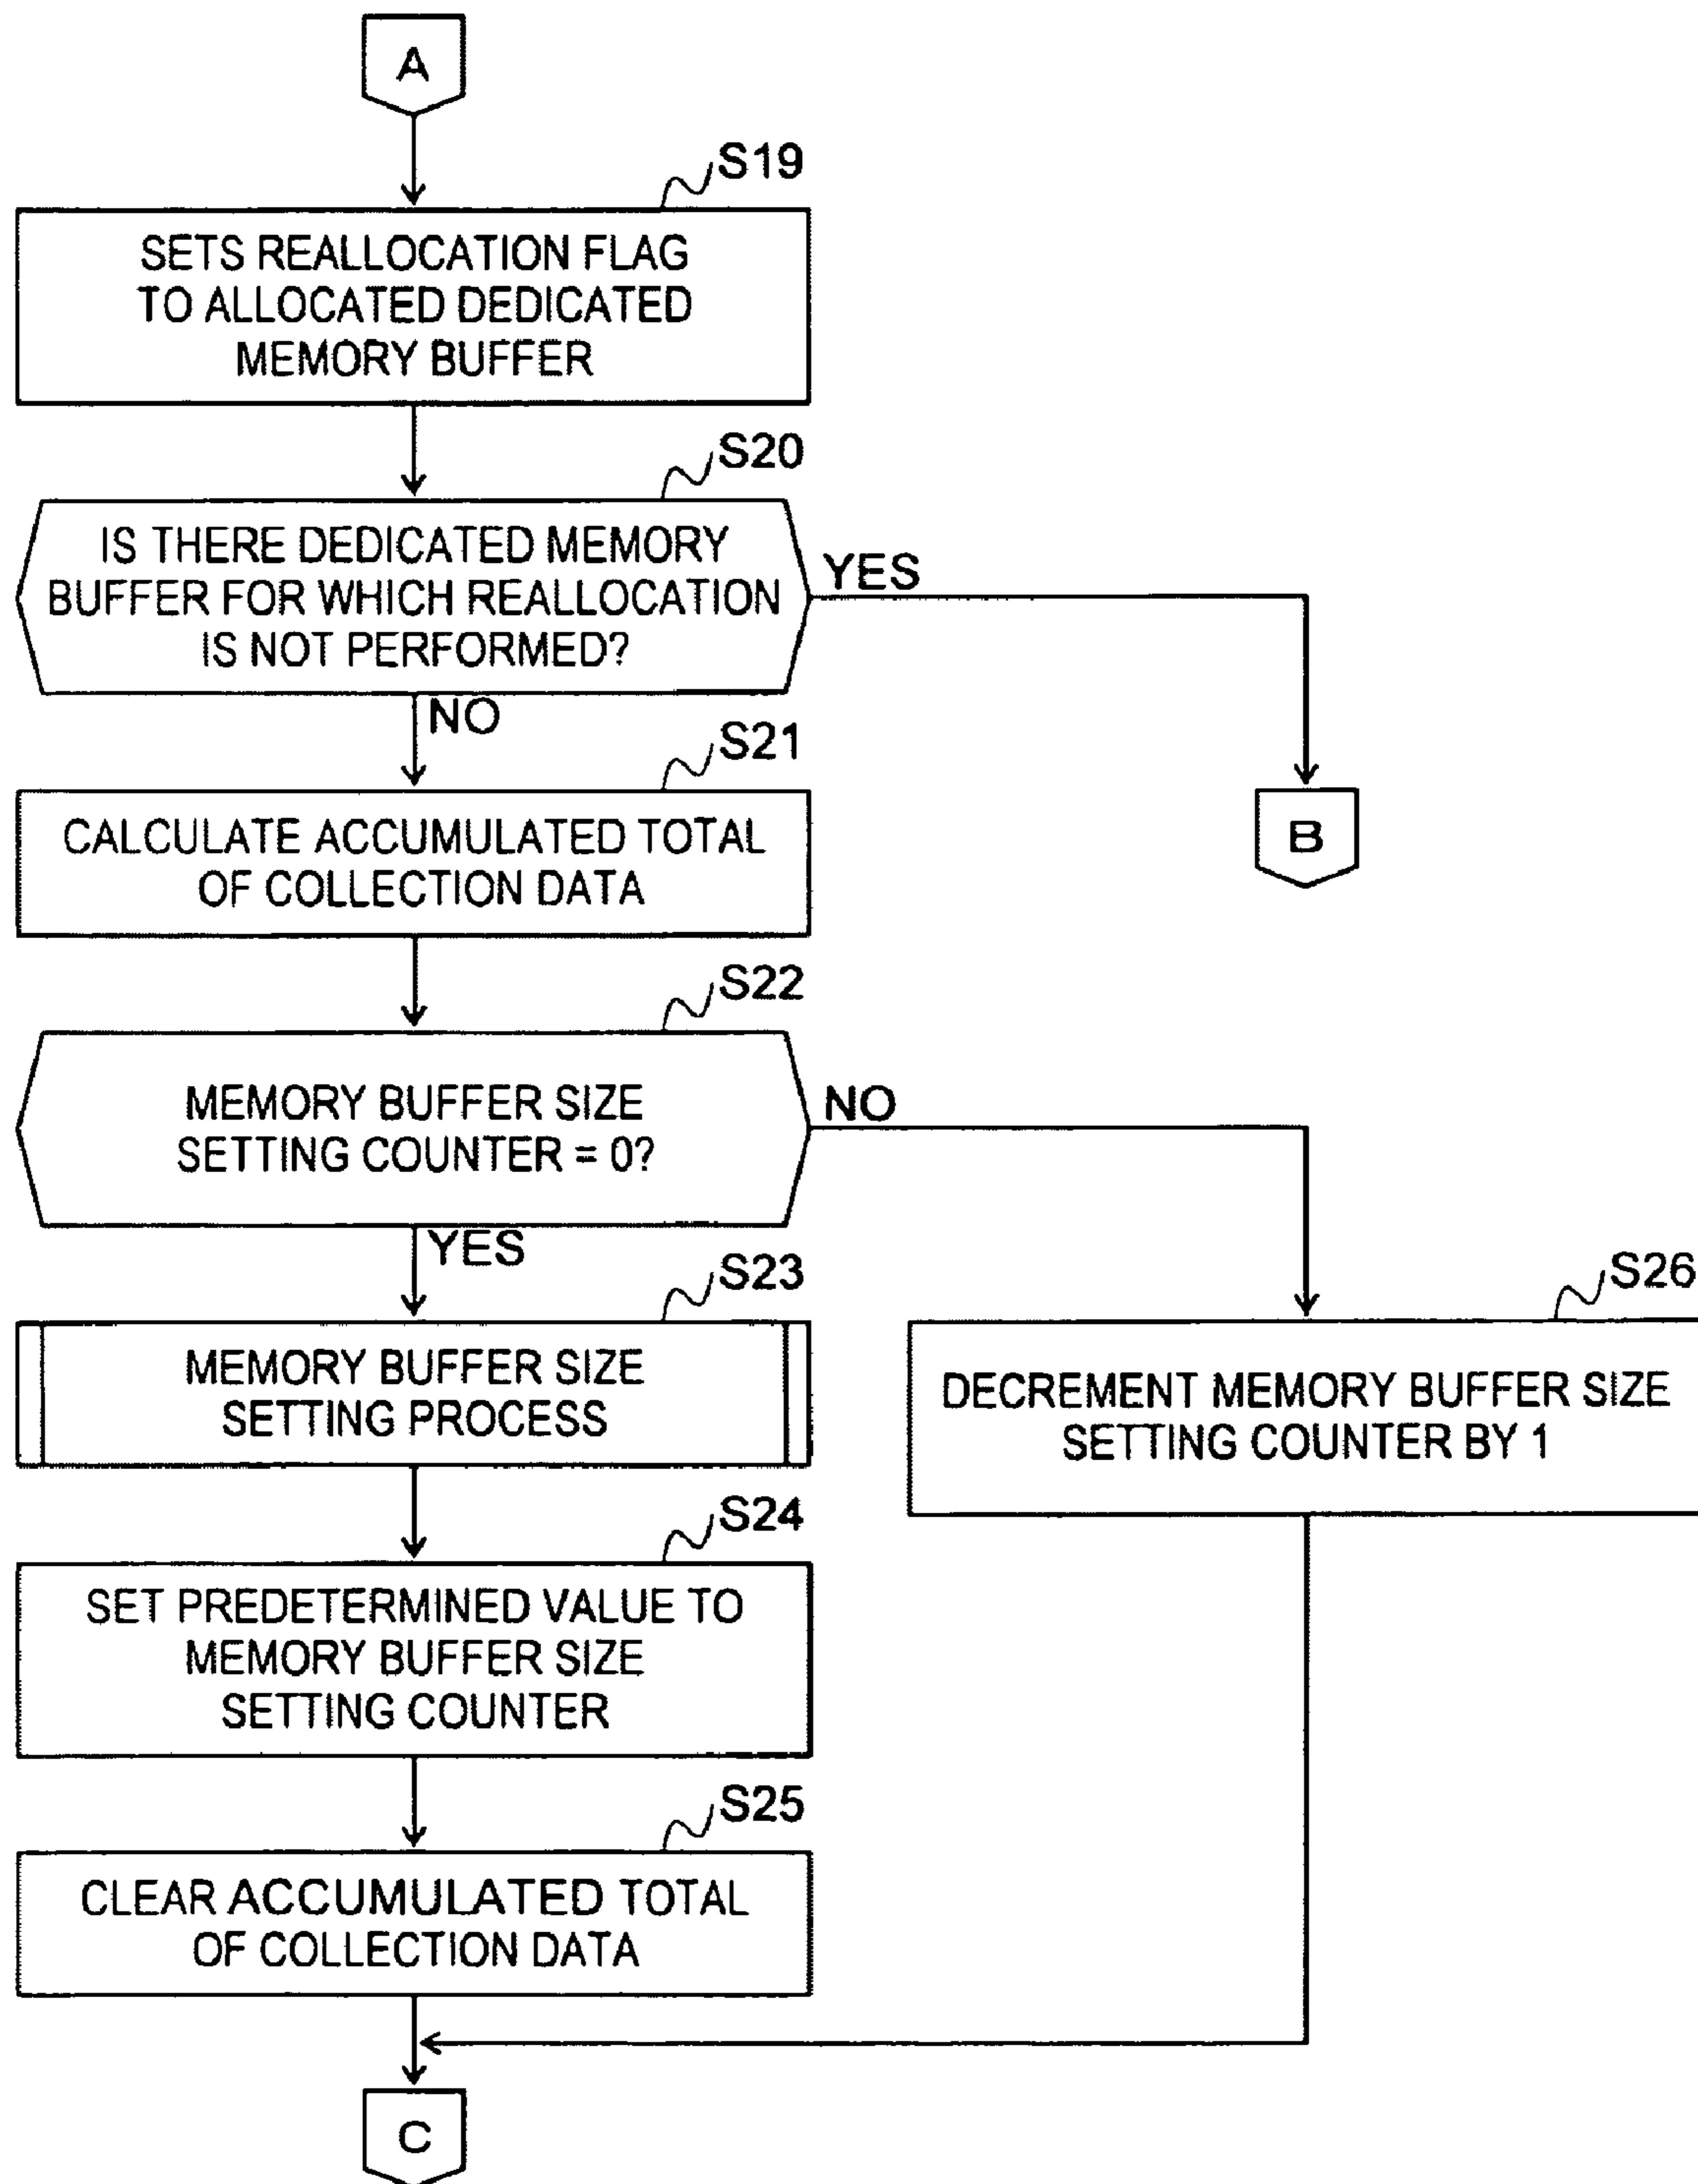 A
S19
SETS REALLOCATION FLAG
TO ALLOCATED DEDICATED
MEMORY BUFFER
S20
IS THERE DEDICATED MEMORY
BUFFER FOR WHICH REALLOCATION
IS NOT PERFORMED?
YES
NO
B
S21
CALCULATE ACCUMULATED TOTAL
OF COLLECTION DATA
S22
MEMORY BUFFER SIZE
SETTING COUNTER = 0?
NO
YES
S23
MEMORY BUFFER SIZE
SETTING PROCESS
S26
DECREMENT MEMORY BUFFER SIZE
SETTING COUNTER BY 1
S24
SET PREDETERMINED VALUE TO
MEMORY BUFFER SIZE
SETTING COUNTER
S25
CLEAR ACCUMULATED TOTAL
OF COLLECTION DATA
C